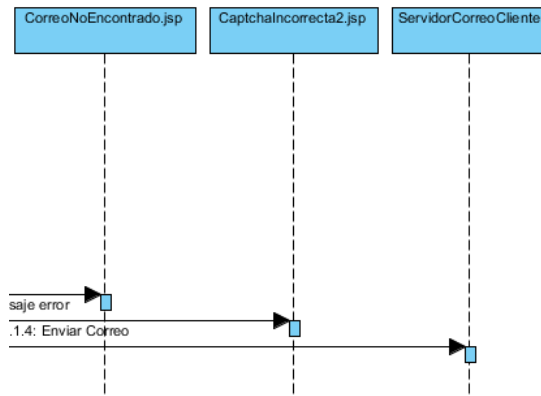 CorreoNoEncontrado.jsp
CaptchaIncorrecta2.jsp
ServidorCorreoCliente
saje error
.1.4: Enviar Correo